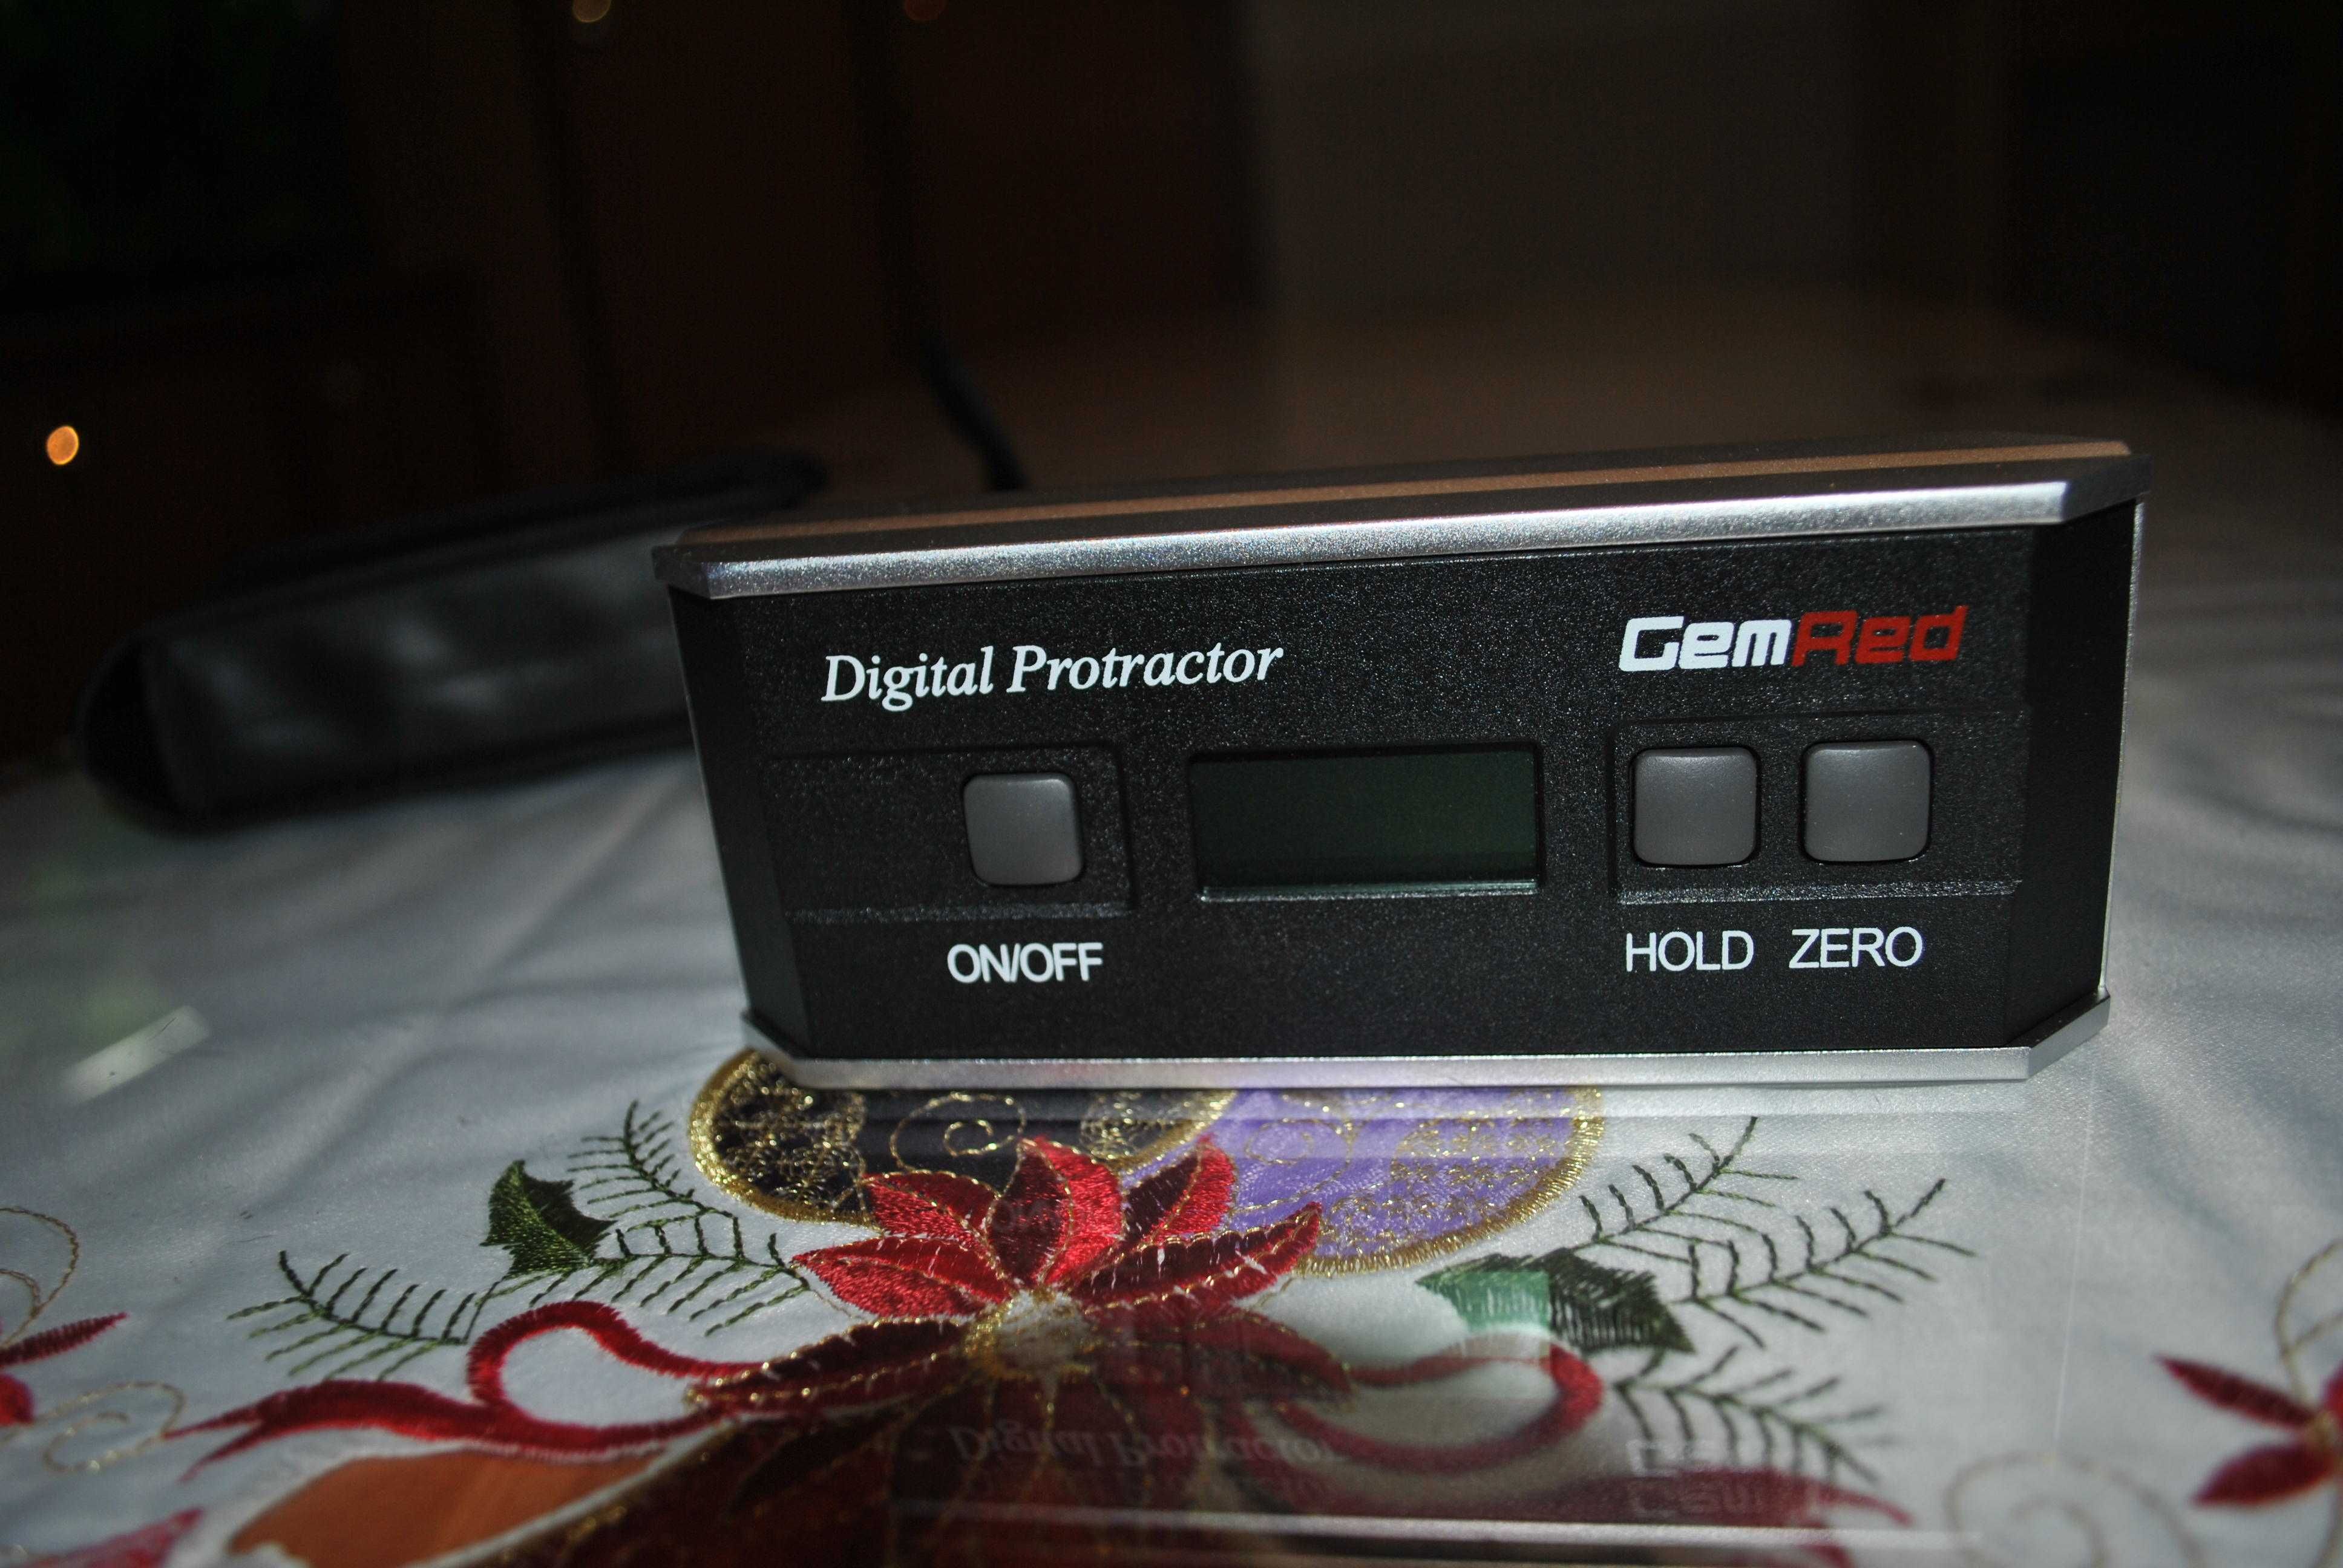 Digital Protractor
GemRed
ON/OFF
HOLD ZERO